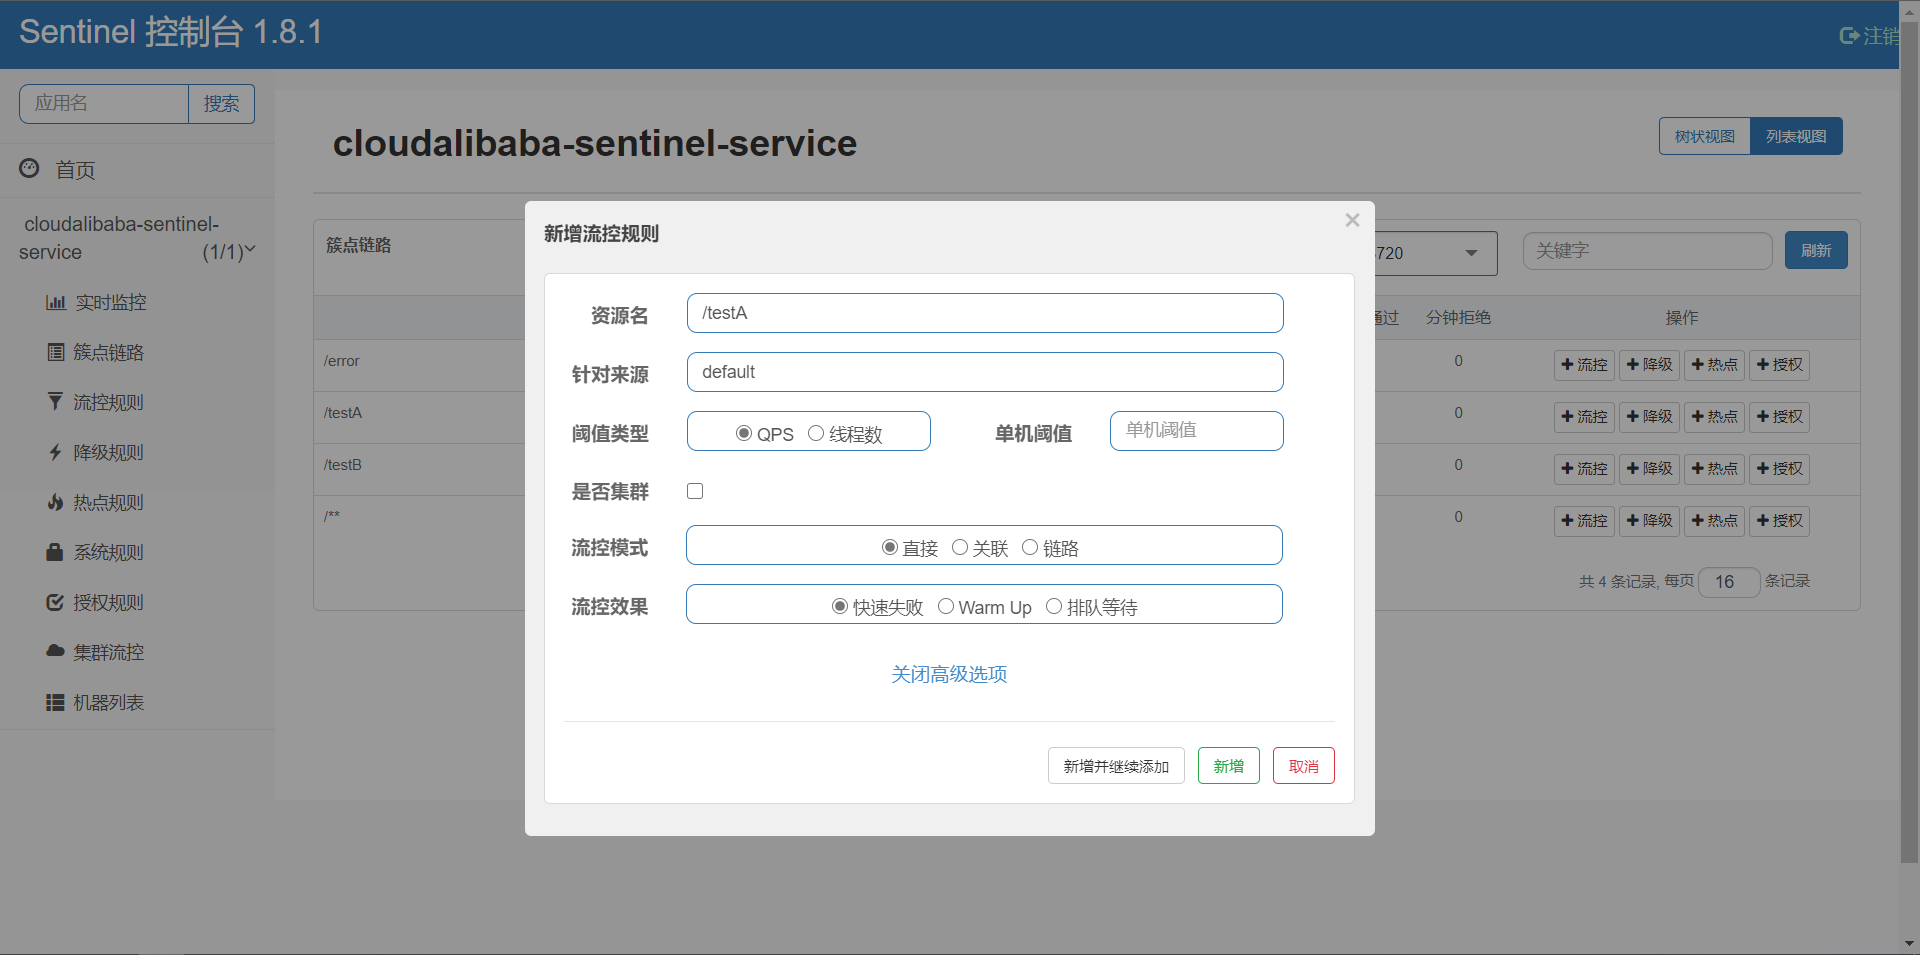 Sentinel 控制台 1.8.1
注销
应用名 搜索
首页
cloudalibaba-sentinel-service (1/1)
实时监控
簇点链路
流控规则
降级规则
热点规则
系统规则
授权规则
集群流控
机器列表
cloudalibaba-sentinel-service
树状视图 列表视图
簇点链路
720 关键字 刷新
通过 分钟拒绝 操作
/error 0 流控 降级 热点 授权
/testA 0 流控 降级 热点 授权
/testB 0 流控 降级 热点 授权
/** 0 流控 降级 热点 授权
共 4 条记录, 每页 16 条记录
新增流控规则 ×
资源名 /testA
针对来源 default
阈值类型 QPS 线程数 单机阈值 单机阈值
是否集群
流控模式 直接 关联 链路
流控效果 快速失败 Warm Up 排队等待
关闭高级选项
新增并继续添加 新增 取消